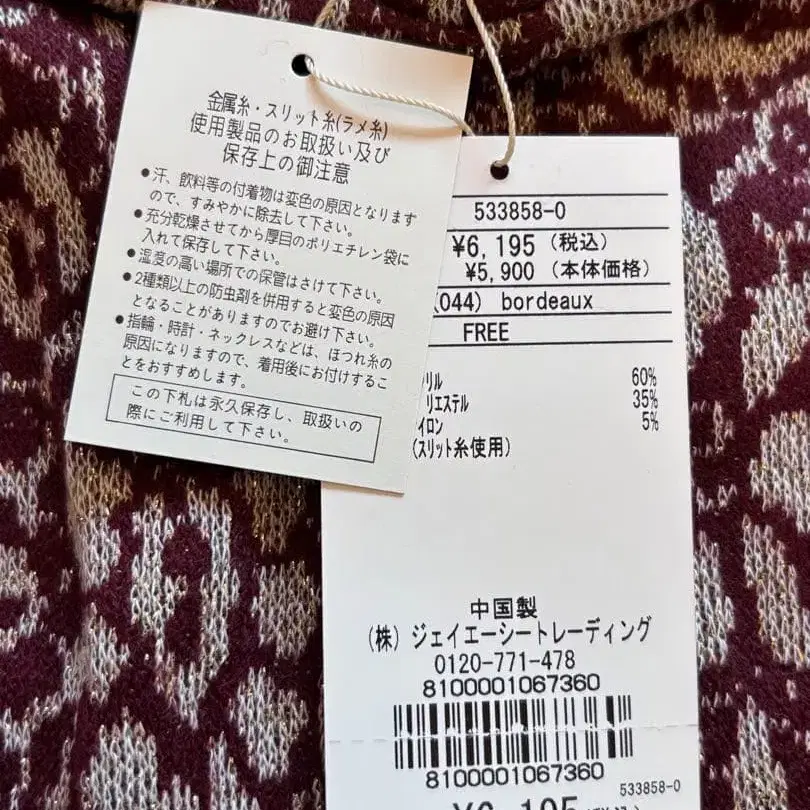 金属糸・スリット糸(ラメ糸)
使用製品のお取扱い及び
保存上の御注意
●汗、飲料等の付着物は変色の原因となります
ので、すみやかに除去して下さい。
●充分乾燥させてから厚目のポリエチレン袋に
入れて保存して下さい。
●温度の高い場所での保管はさけて下さい。
●2種類以上の防虫剤を併用すると変色の原因
となることがありますのでお避け下さい。
●指輪・時計・ネックレスなどは、ほつれ糸の
原因になりますので、着用後にお付けするこ
とをおすすめします。
この下札は永久保存し、取扱いの
際にご利用して下さい。
533858-0
¥6,195 (税込)
¥5,900 (本体価格)
(044) bordeaux
FREE
リル 60%
リエステル 35%
イロン 5%
(スリット糸使用)
中国製
(株) ジェイエーシートレーディング
0120-771-478
8100001067360
8100001067360
533858-0
¥6,195